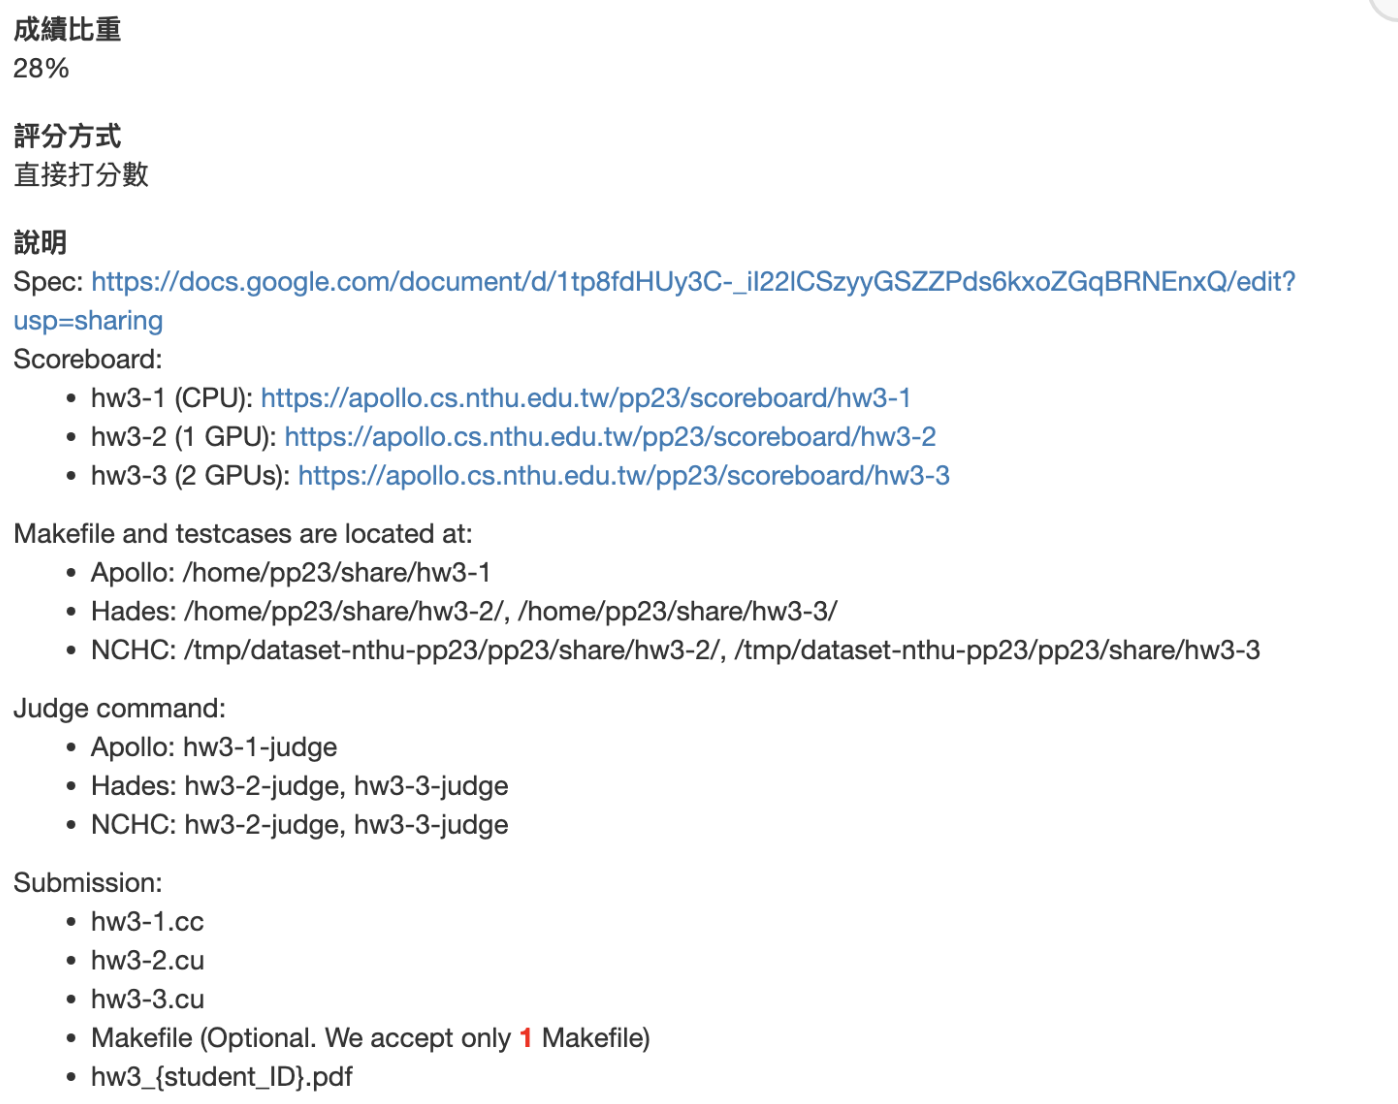 成績比重
28%
評分方式
直接打分數
說明
Spec: https://docs.google.com/document/d/1tp8fdHUy3C-_iI22lCSzyyGSZZPds6kxoZGqBRNEnxQ/edit?
usp=sharing
Scoreboard:
• hw3-1 (CPU): https://apollo.cs.nthu.edu.tw/pp23/scoreboard/hw3-1
• hw3-2 (1 GPU): https://apollo.cs.nthu.edu.tw/pp23/scoreboard/hw3-2
• hw3-3 (2 GPUs): https://apollo.cs.nthu.edu.tw/pp23/scoreboard/hw3-3
Makefile and testcases are located at:
• Apollo: /home/pp23/share/hw3-1
• Hades: /home/pp23/share/hw3-2/, /home/pp23/share/hw3-3/
• NCHC: /tmp/dataset-nthu-pp23/pp23/share/hw3-2/, /tmp/dataset-nthu-pp23/pp23/share/hw3-3
Judge command:
• Apollo: hw3-1-judge
• Hades: hw3-2-judge, hw3-3-judge
• NCHC: hw3-2-judge, hw3-3-judge
Submission:
• hw3-1.cc
• hw3-2.cu
• hw3-3.cu
• Makefile (Optional. We accept only 1 Makefile)
• hw3_{student_ID}.pdf